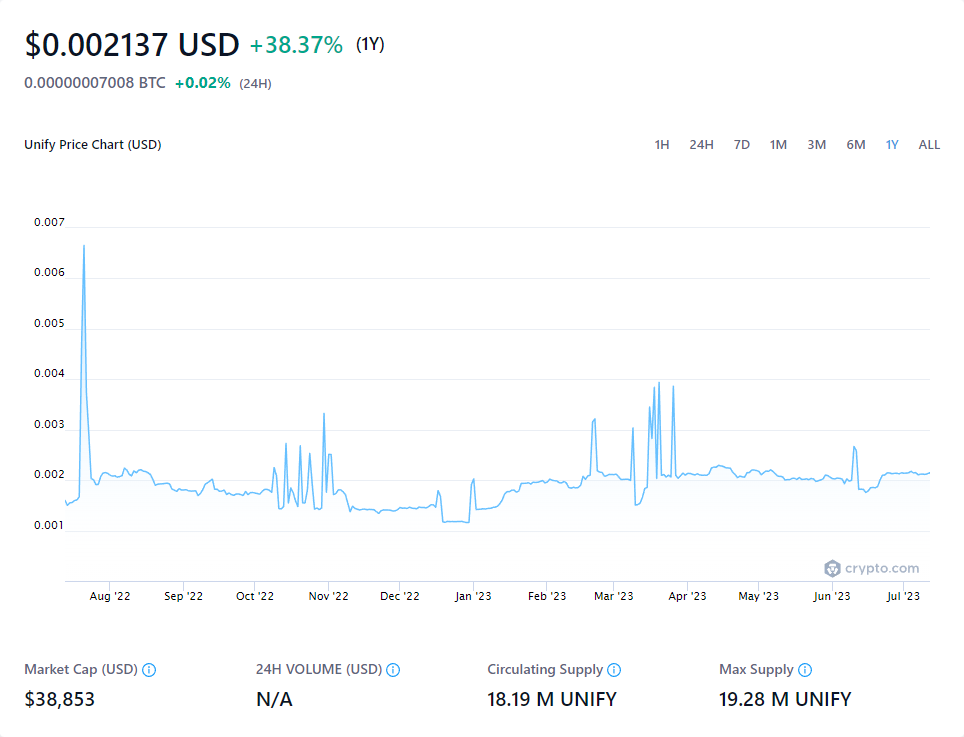 $0.002137 USD +38.37% (1Y)
0.00000007008 BTC +0.02% (24H)
Unify Price Chart (USD) 1H 24H 7D 1M 3M 6M 1Y ALL
0.007
0.006
0.005
0.004
0.003
0.002
0.001
crypto.com
Aug '22 Sep '22 Oct '22 Nov '22 Dec '22 Jan '23 Feb '23 Mar '23 Apr '23 May '23 Jun '23 Jul '23
Market Cap (USD) 24H VOLUME (USD) Circulating Supply Max Supply
$38,853 N/A 18.19 M UNIFY 19.28 M UNIFY